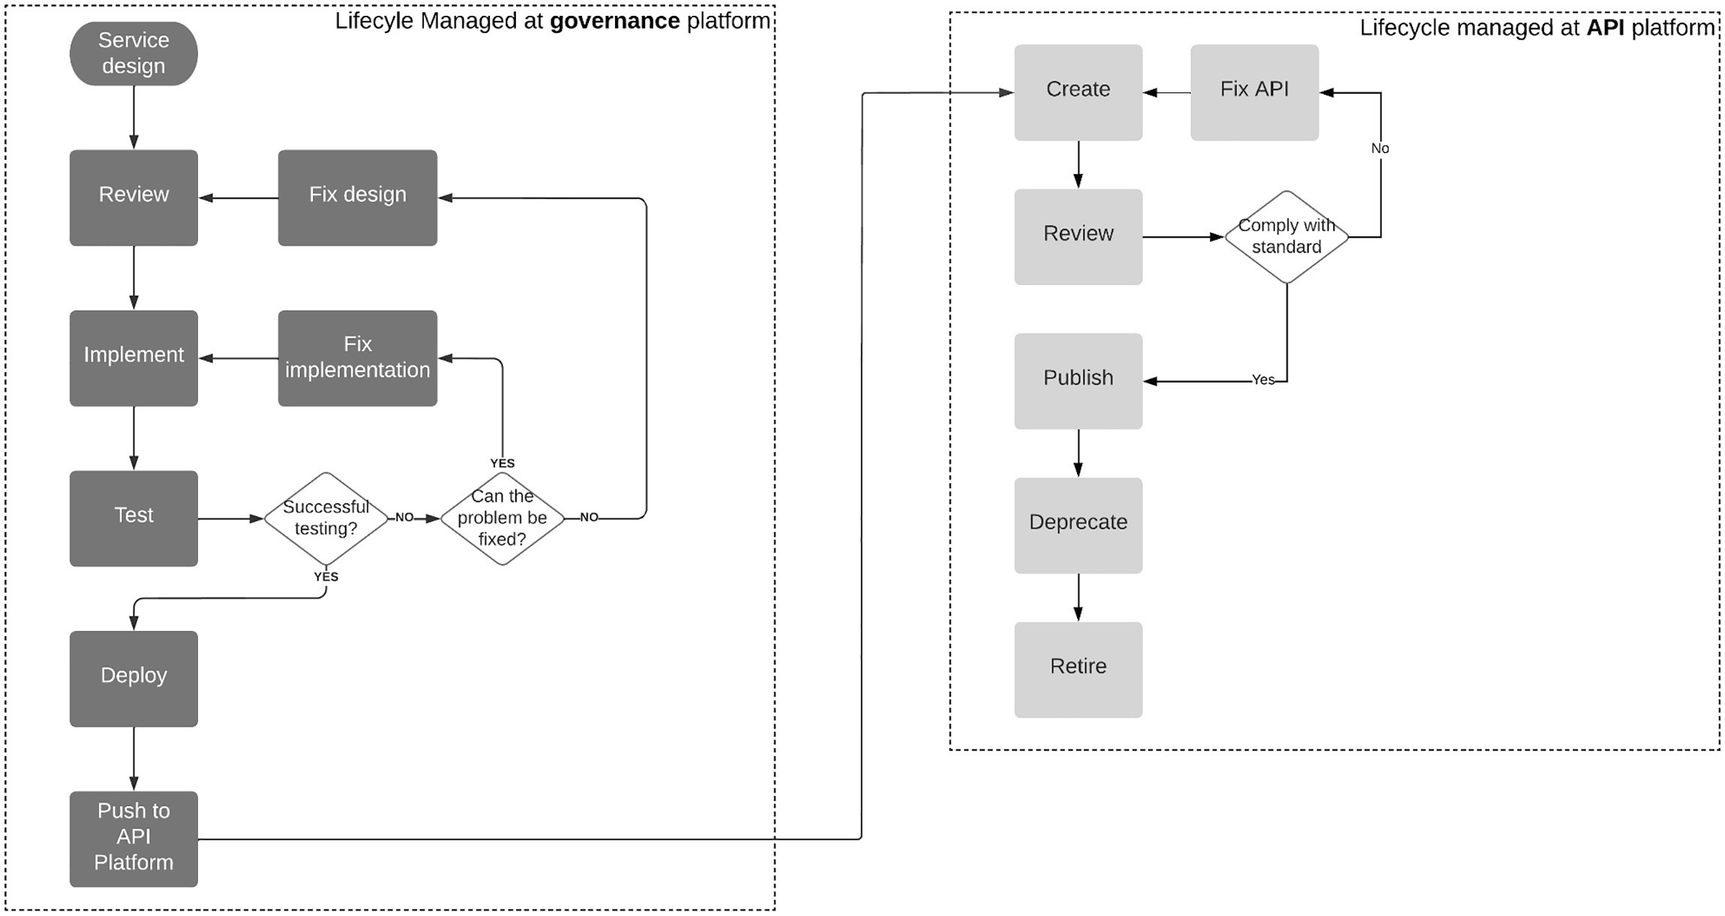 Lifecyle Managed at governance platform
Service
design
Review
Fix design
Implement
Fix
implementation
YES
Test
Successful
testing?
NO
Can the
problem be
fixed?
NO
YES
Deploy
Push to
API
Platform
Lifecycle managed at API platform
Create
Fix API
No
Review
Comply with
standard
Publish
Yes
Deprecate
Retire